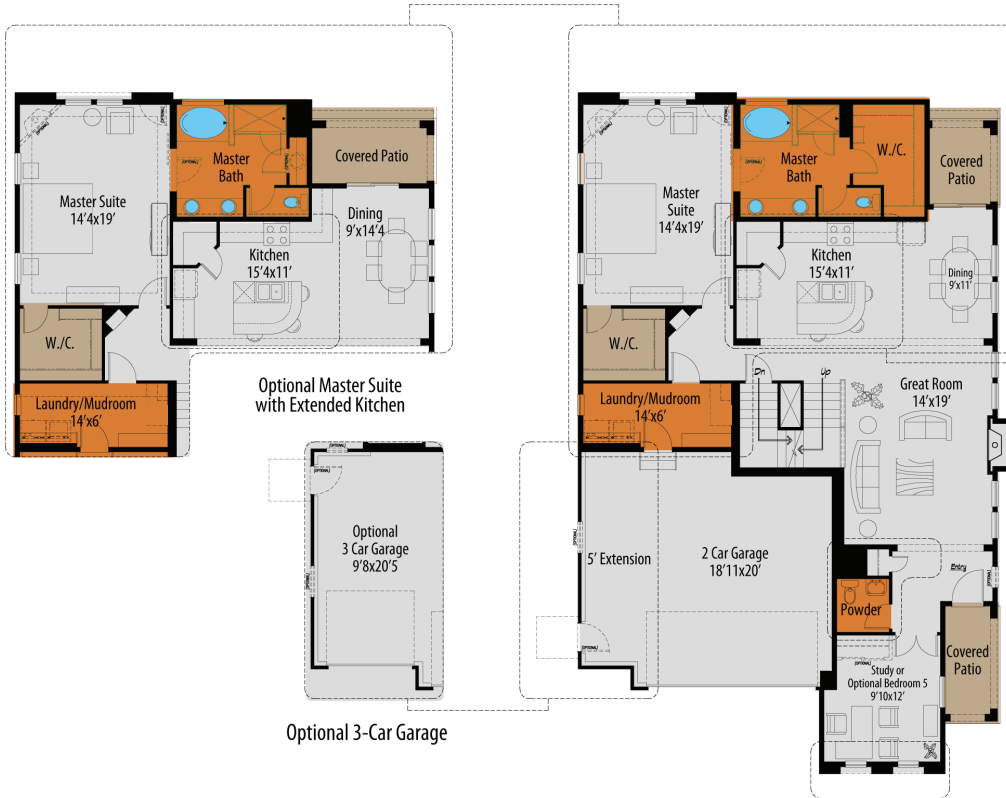 Master Suite
14'4x19'
Master
Bath
Covered Patio
Dining
9'x14'4
Kitchen
15'4x11'
W./C.
Laundry/Mudroom
14'x6'
Optional Master Suite
with Extended Kitchen
Optional
3 Car Garage
9'8x20'5
Optional 3-Car Garage
Master
Suite
14'4x19'
Master
Bath
W./C.
Covered
Patio
Kitchen
15'4x11'
Dining
9'x11'
W./C.
Laundry/Mudroom
14'x6'
Dn
Up
Great Room
14'x19'
5' Extension
2 Car Garage
18'11x20'
Entry
Powder
Covered
Patio
(OPTIONAL)
Study or
Optional Bedroom 5
9'10x12'